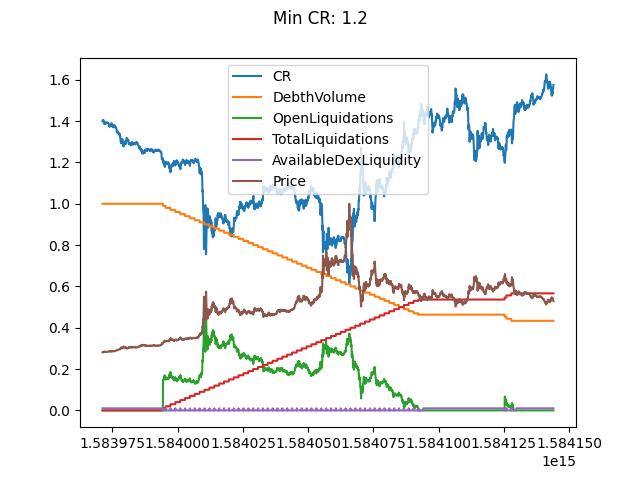 Min CR: 1.2
CR
DebthVolume
OpenLiquidations
TotalLiquidations
AvailableDexLiquidity
Price
1.6
1.4
1.2
1.0
0.8
0.6
0.4
0.2
0.0
1.583975 1.584000 1.584025 1.584050 1.584075 1.584100 1.584125 1.584150
1e15